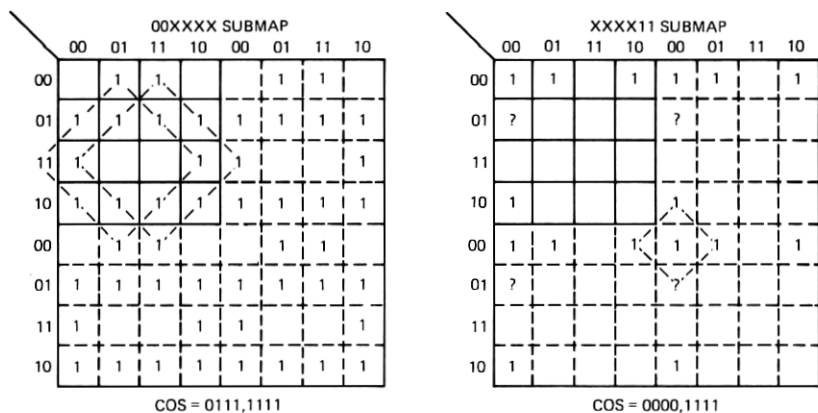 00XXXX SUBMAP
00 01 11 10 00 01 11 10
00 1 1 1 1
01 1 1 1 1 1 1 1 1
11 1 1 1 1
10 1 1 1 1 1 1 1 1
00 1 1 1 1
01 1 1 1 1 1 1 1 1
11 1 1 1 1
10 1 1 1 1 1 1 1 1
COS = 0111,1111
XXXX11 SUBMAP
00 01 11 10 00 01 11 10
00 1 1 1 1 1 1
01 ? ?
11
10 1 1
00 1 1 1 1 1 1
01 ? ?
11
10 1 1
COS = 0000,1111